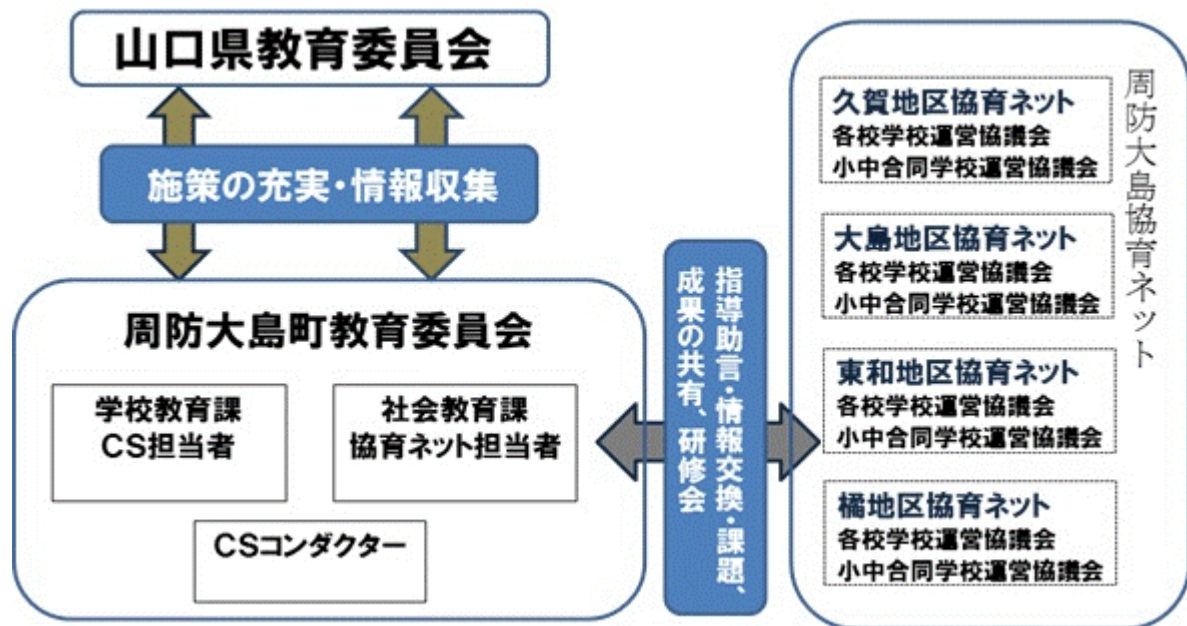 山口県教育委員会
施策の充実・情報収集
周防大島町教育委員会
学校教育課
CS担当者
社会教育課
協育ネット担当者
CSコンダクター
指導助言・情報交換・課題、
成果の共有、研修会
周防大島協育ネット
久賀地区協育ネット
各校学校運営協議会
小中合同学校運営協議会
大島地区協育ネット
各校学校運営協議会
小中合同学校運営協議会
東和地区協育ネット
各校学校運営協議会
小中合同学校運営協議会
橘地区協育ネット
各校学校運営協議会
小中合同学校運営協議会